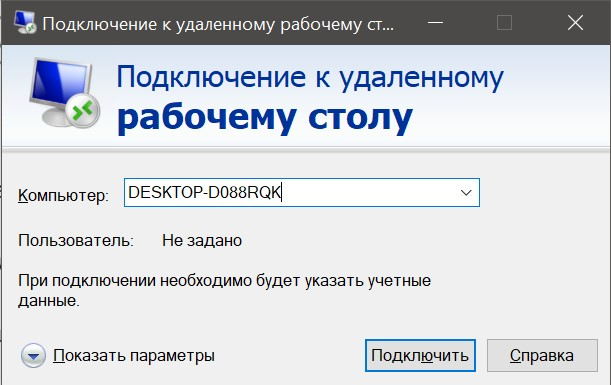 Подключение к удаленному рабочему ст...
Подключение к удаленному
рабочему столу
Компьютер: DESKTOP-D088RQK
Пользователь: Не задано
При подключении необходимо будет указать учетные
данные.
Показать параметры Подключить Справка